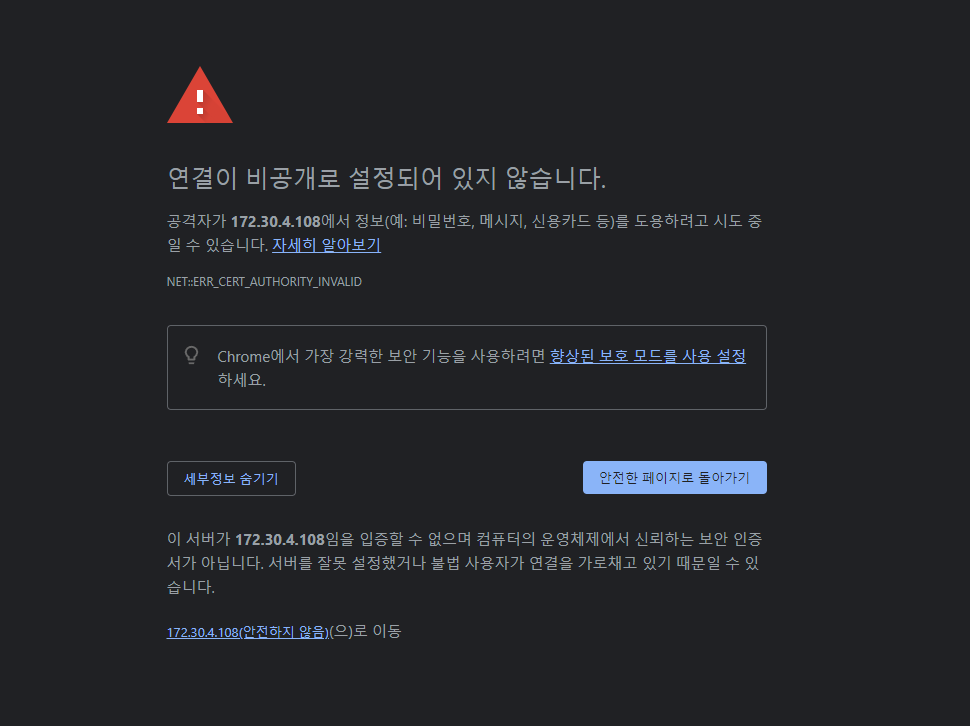 연결이 비공개로 설정되어 있지 않습니다.
공격자가 172.30.4.108에서 정보(예: 비밀번호, 메시지, 신용카드 등)를 도용하려고 시도 중
일 수 있습니다. 자세히 알아보기
NET::ERR_CERT_AUTHORITY_INVALID
Chrome에서 가장 강력한 보안 기능을 사용하려면 향상된 보호 모드를 사용 설정
하세요.
세부정보 숨기기
안전한 페이지로 돌아가기
이 서버가 172.30.4.108임을 입증할 수 없으며 컴퓨터의 운영체제에서 신뢰하는 보안 인증
서가 아닙니다. 서버를 잘못 설정했거나 불법 사용자가 연결을 가로채고 있기 때문일 수 있
습니다.
172.30.4.108(안전하지 않음)(으)로 이동